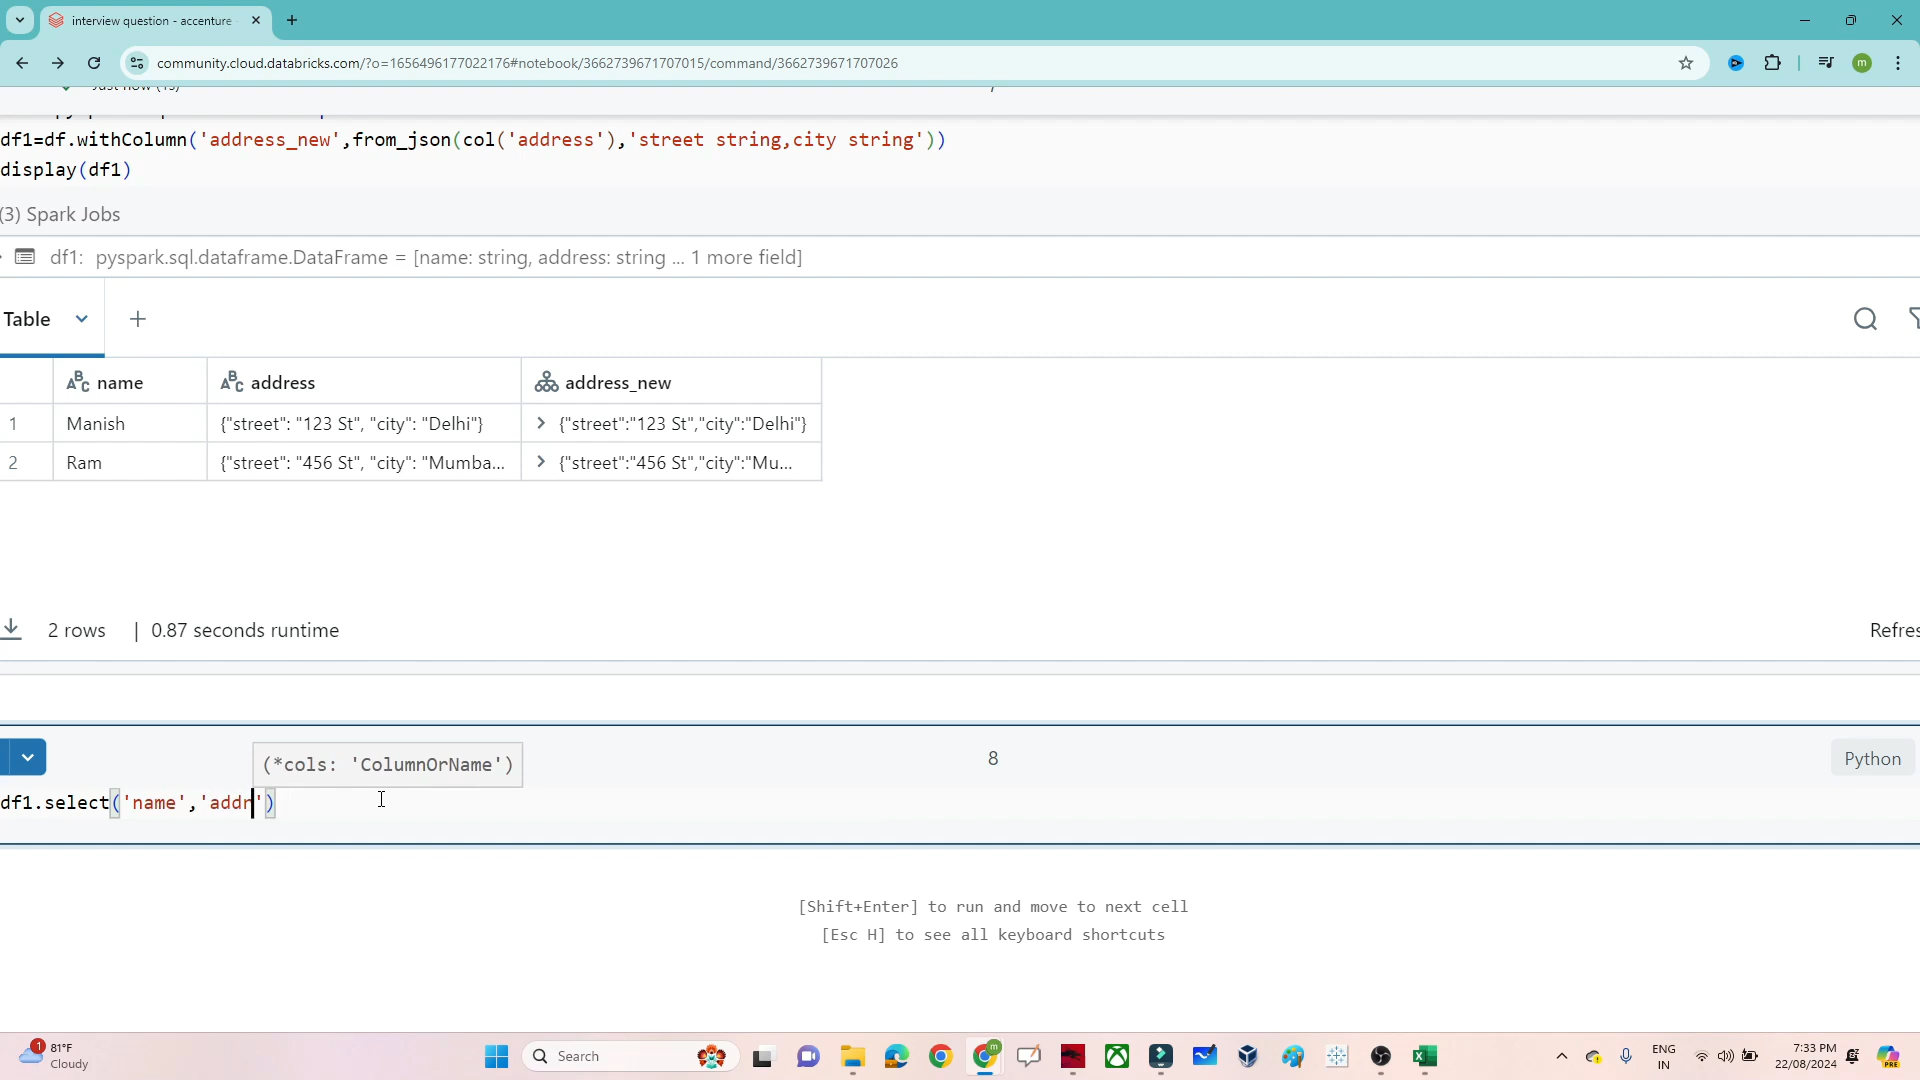 interview question - accenture
community.cloud.databricks.com/?o=1656496177022176#notebook/3662739671707015/command/3662739671707026
m
Just now (1s)
df1=df.withColumn('address_new',from_json(col('address'),'street string,city string'))
display(df1)
(3) Spark Jobs
df1: pyspark.sql.dataframe.DataFrame = [name: string, address: string ... 1 more field]
Table
name address address_new
1 Manish {"street": "123 St", "city": "Delhi"} {"street":"123 St","city":"Delhi"}
2 Ram {"street": "456 St", "city": "Mumba... {"street":"456 St","city":"Mu...
2 rows | 0.87 seconds runtime
Refres
(*cols: 'ColumnOrName')
8
Python
df1.select('name','addr')
[Shift+Enter] to run and move to next cell
[Esc H] to see all keyboard shortcuts
1 81°F
Cloudy
Search
ENG
IN
7:33 PM
22/08/2024